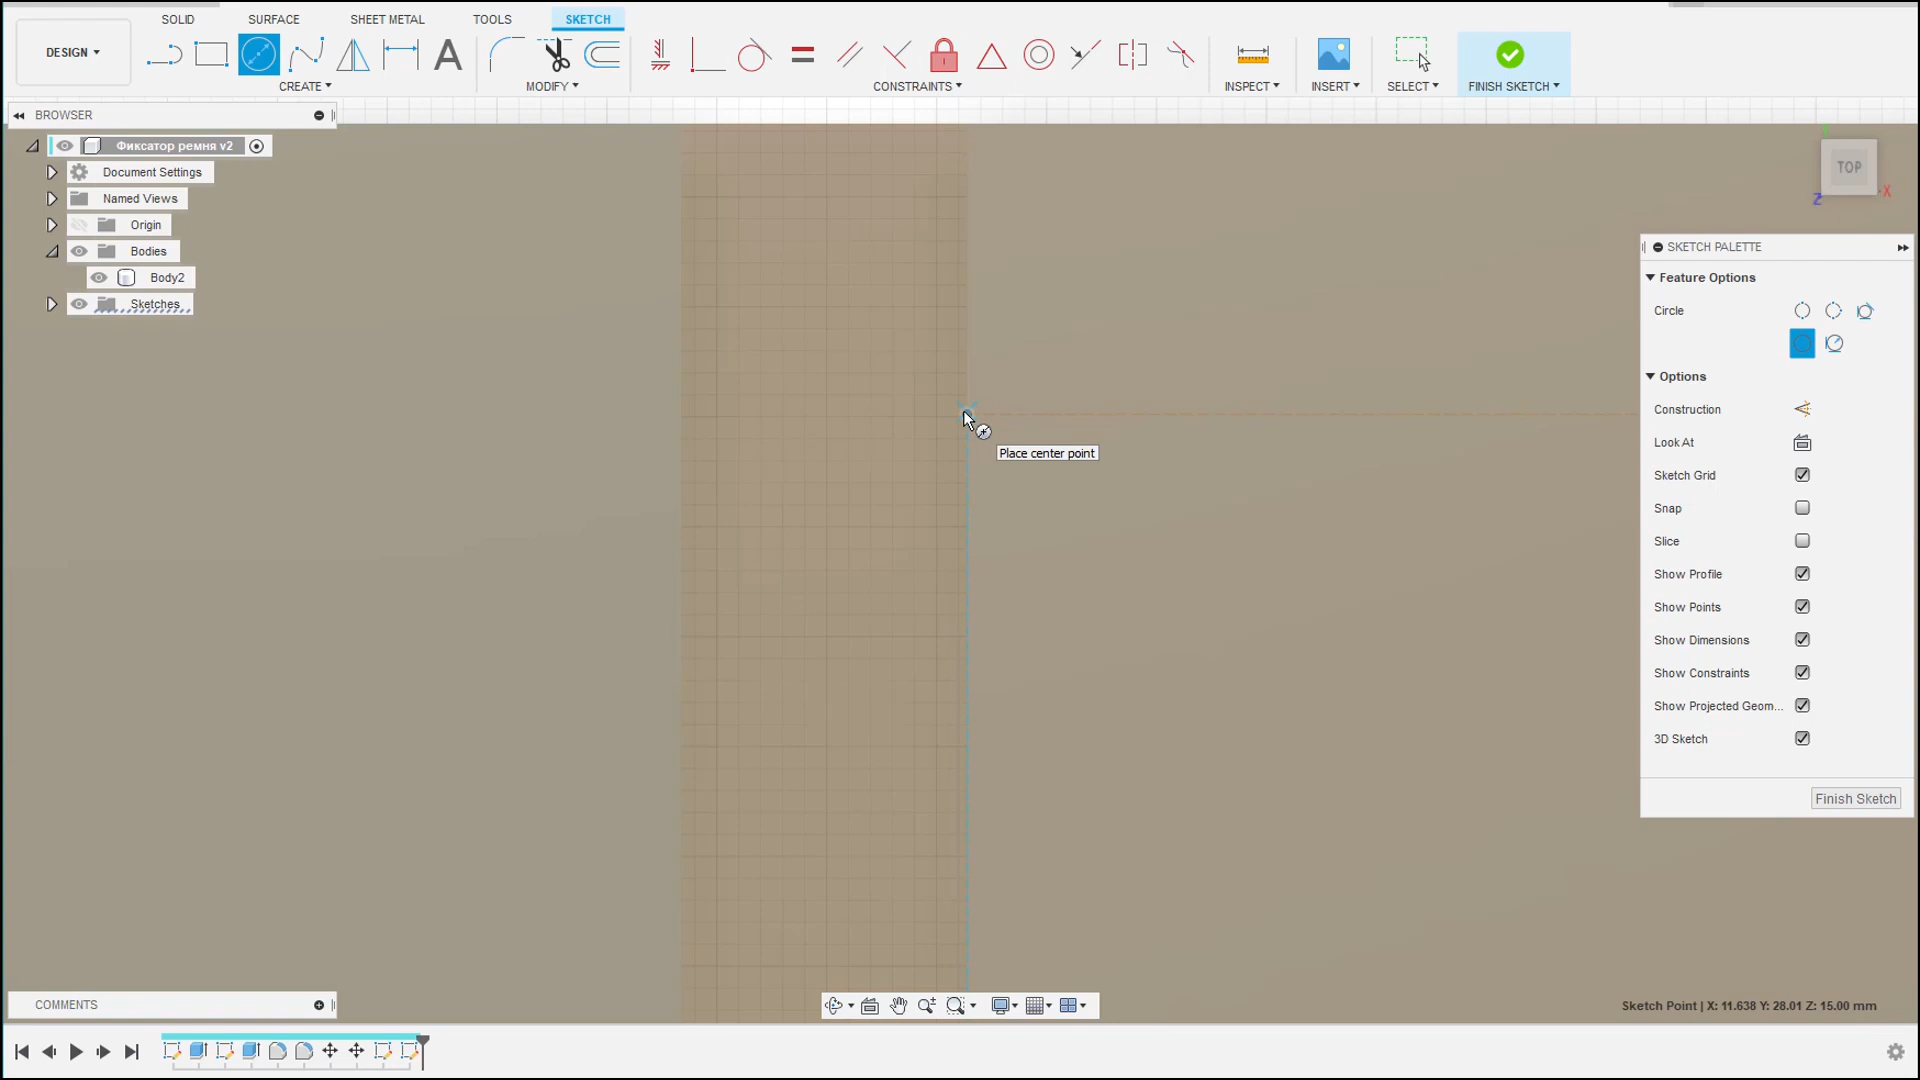 SOLID
SURFACE
SHEET METAL
TOOLS
SKETCH
DESIGN
A
CREATE
MODIFY
CONSTRAINTS
INSPECT
INSERT
SELECT
FINISH SKETCH
BROWSER
Фиксатор ремня v2
Document Settings
Named Views
Origin
Bodies
Body2
Sketches
TOP
Z
X
Place center point
SKETCH PALETTE
Feature Options
Circle
Options
Construction
Look At
Sketch Grid
Snap
Slice
Show Profile
Show Points
Show Dimensions
Show Constraints
Show Projected Geom...
3D Sketch
Finish Sketch
COMMENTS
Sketch Point | X: 11.638 Y: 28.01 Z: 15.00 mm